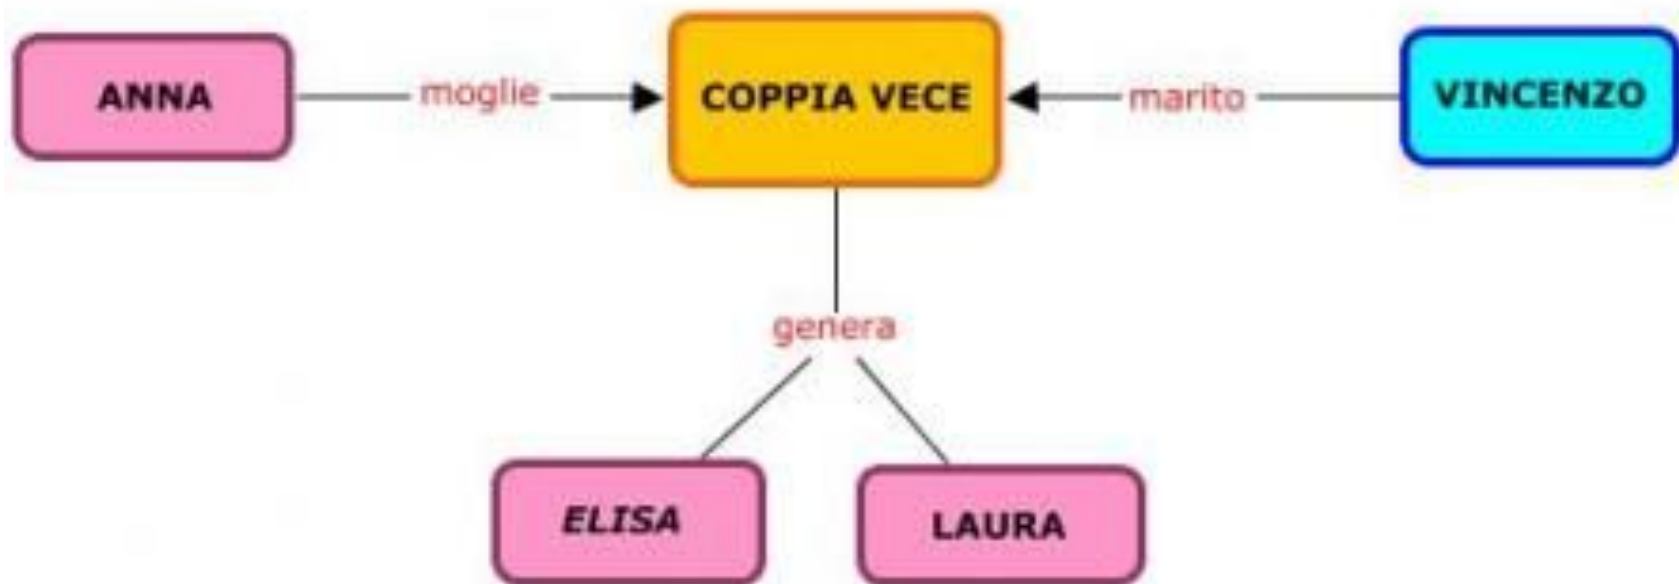 ANNA
moglie
COPPIA VECE
marito
VINCENZO
genera
ELISA
LAURA